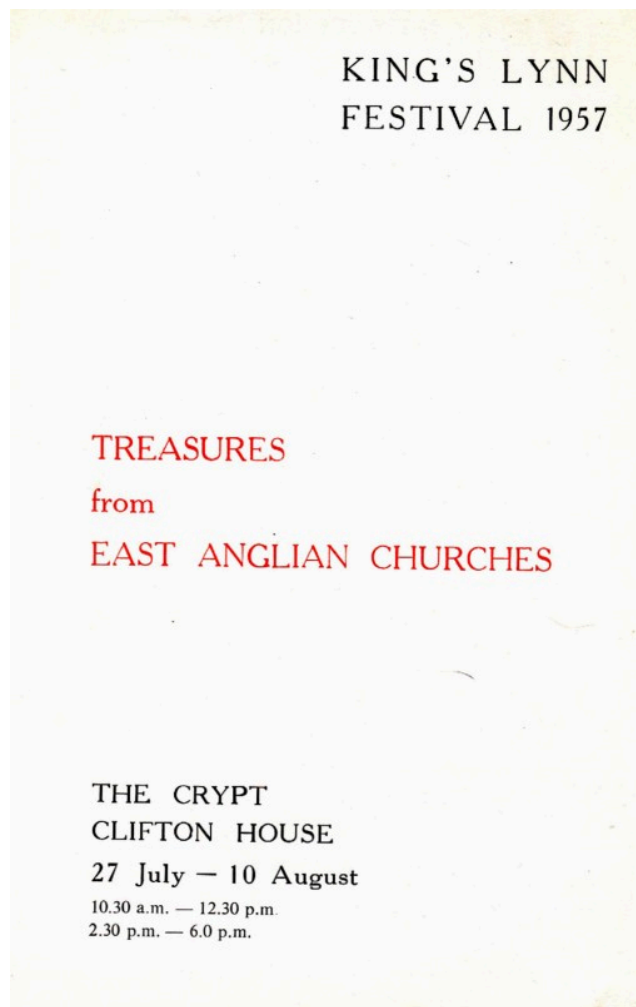 KING'S LYNN
FESTIVAL 1957
TREASURES
from
EAST ANGLIAN CHURCHES
THE CRYPT
CLIFTON HOUSE
27 July — 10 August
10.30 a.m. — 12.30 p.m.
2.30 p.m. — 6.0 p.m.